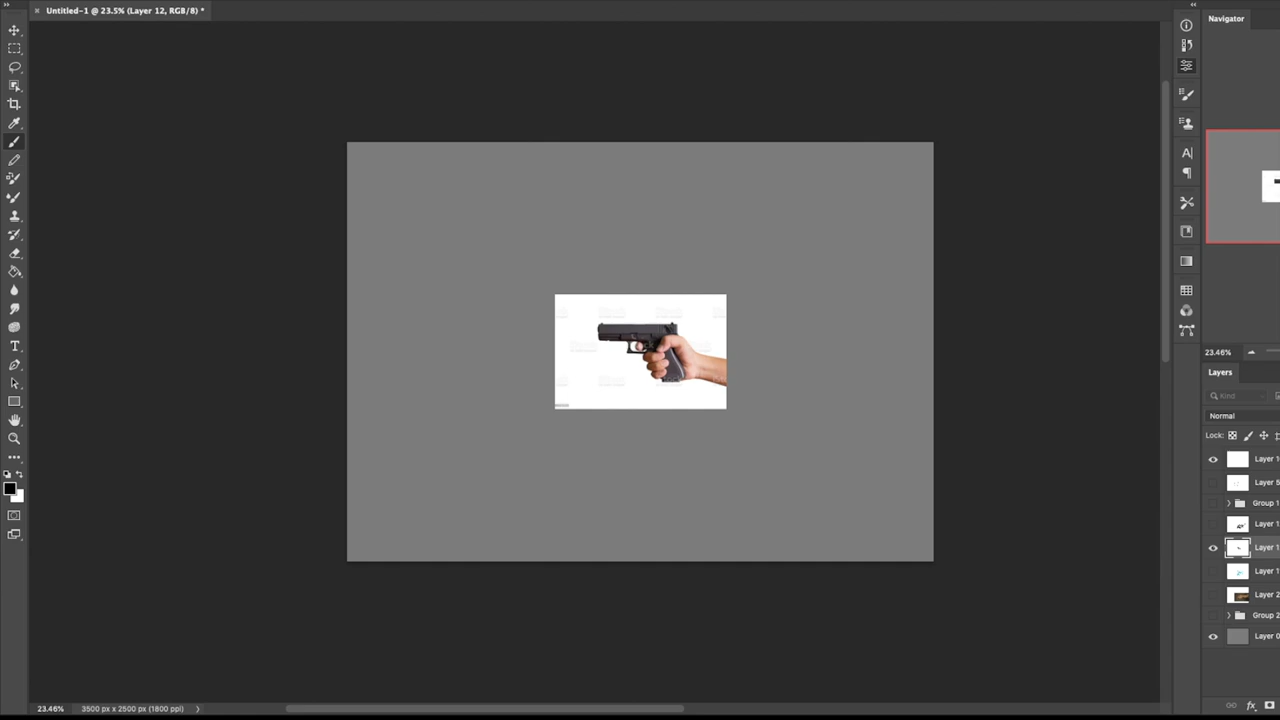 Untitled-1 @ 23.5% (Layer 12, RGB/8) *
Navigator
23.46%
Layers
Kind
Normal
Lock:
Layer 1
Layer 5
Group 1
Layer 1
Layer 1
Layer 1
Layer 2
Group 2
Layer 0
23.46% 3500 px x 2500 px (1800 ppi)